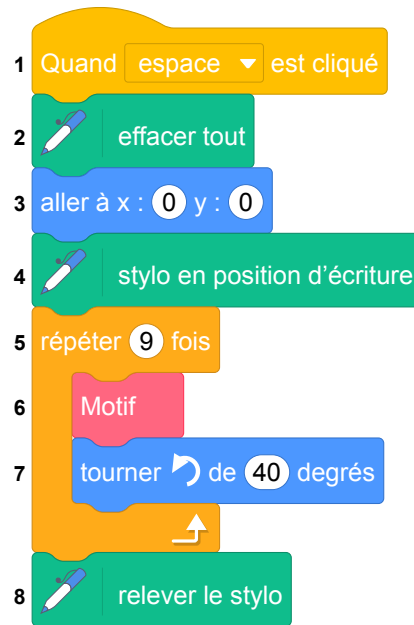 1 Quand espace est cliqué
2 effacer tout
3 aller à x : 0 y : 0
4 stylo en position d'écriture
5 répéter 9 fois
6 Motif
7 tourner de 40 degrés
8 relever le stylo